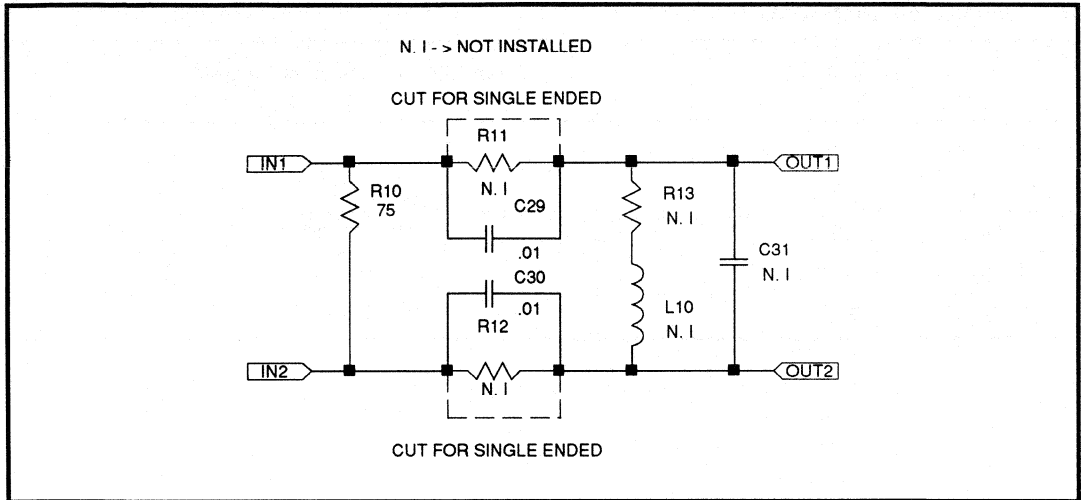 N. I - > NOT INSTALLED
CUT FOR SINGLE ENDED
R11
IN1
OUT1
N. I
R10
75
C29
.01
R13
N. I
C31
N. I
C30
.01
R12
L10
N. I
IN2
OUT2
N. I
CUT FOR SINGLE ENDED